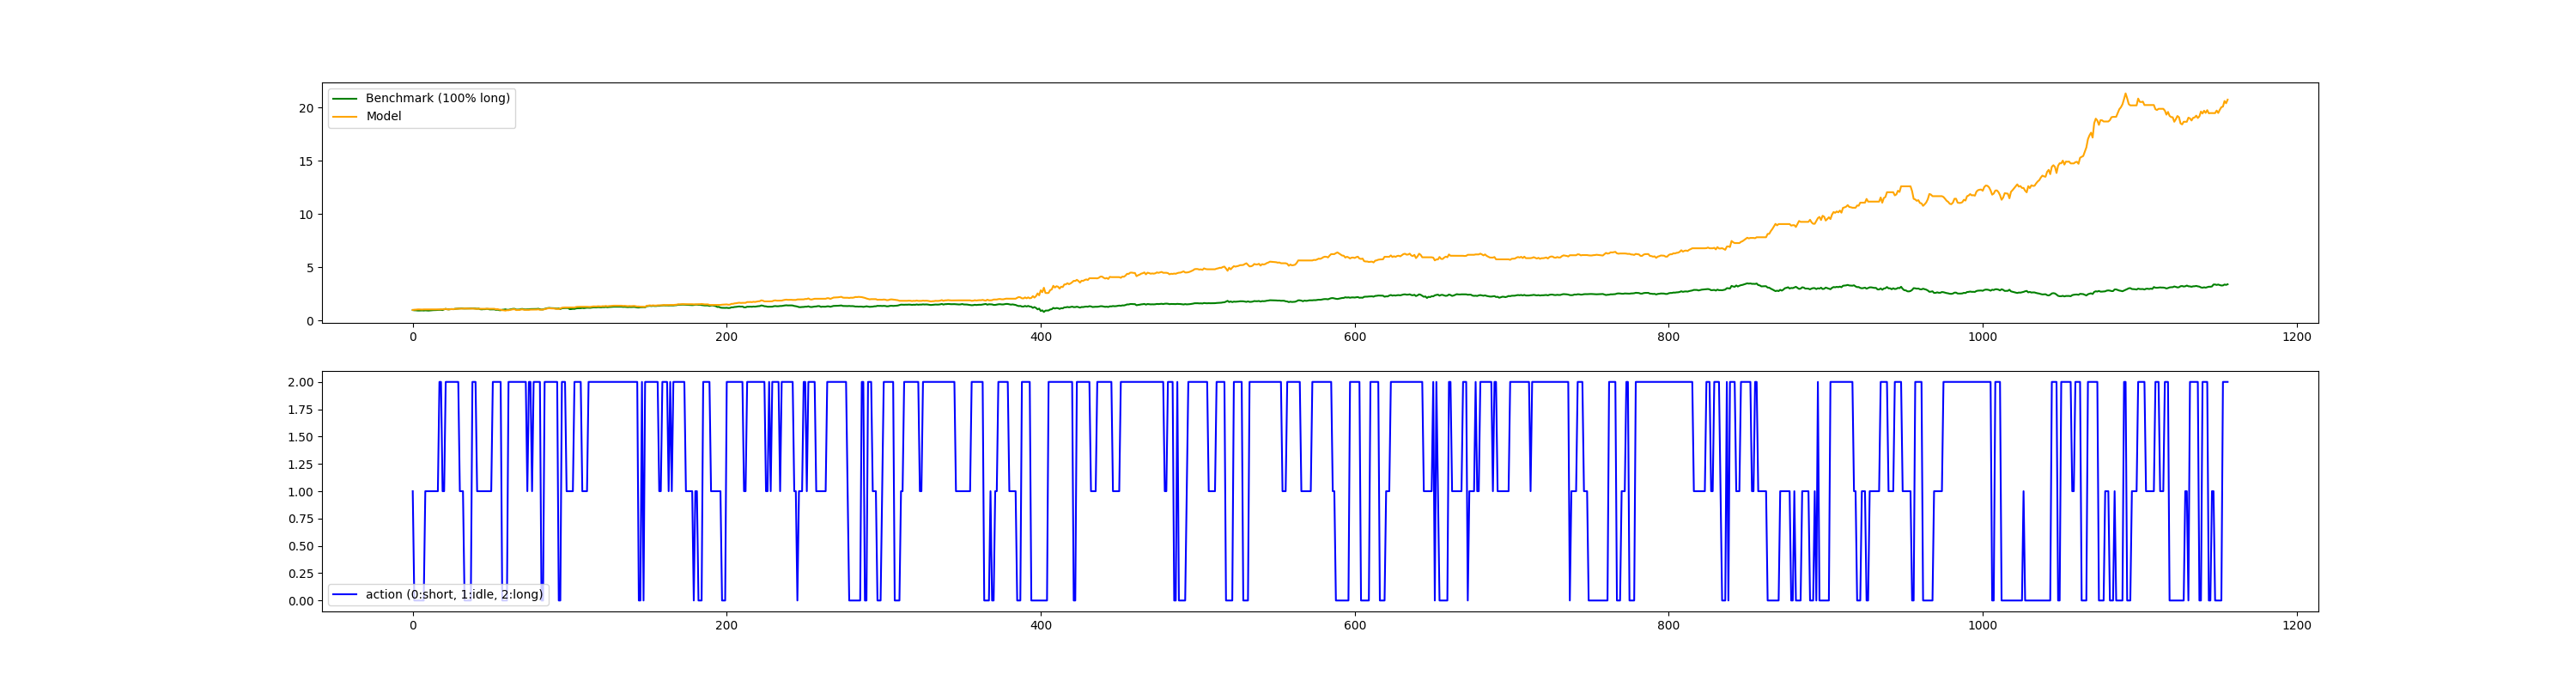 Benchmark (100% long)
Model
20
15
10
5
0
0 200 400 600 800 1000 1200
2.00
1.75
1.50
1.25
1.00
0.75
0.50
0.25
0.00
action (0:short, 1:idle, 2:long)
0 200 400 600 800 1000 1200